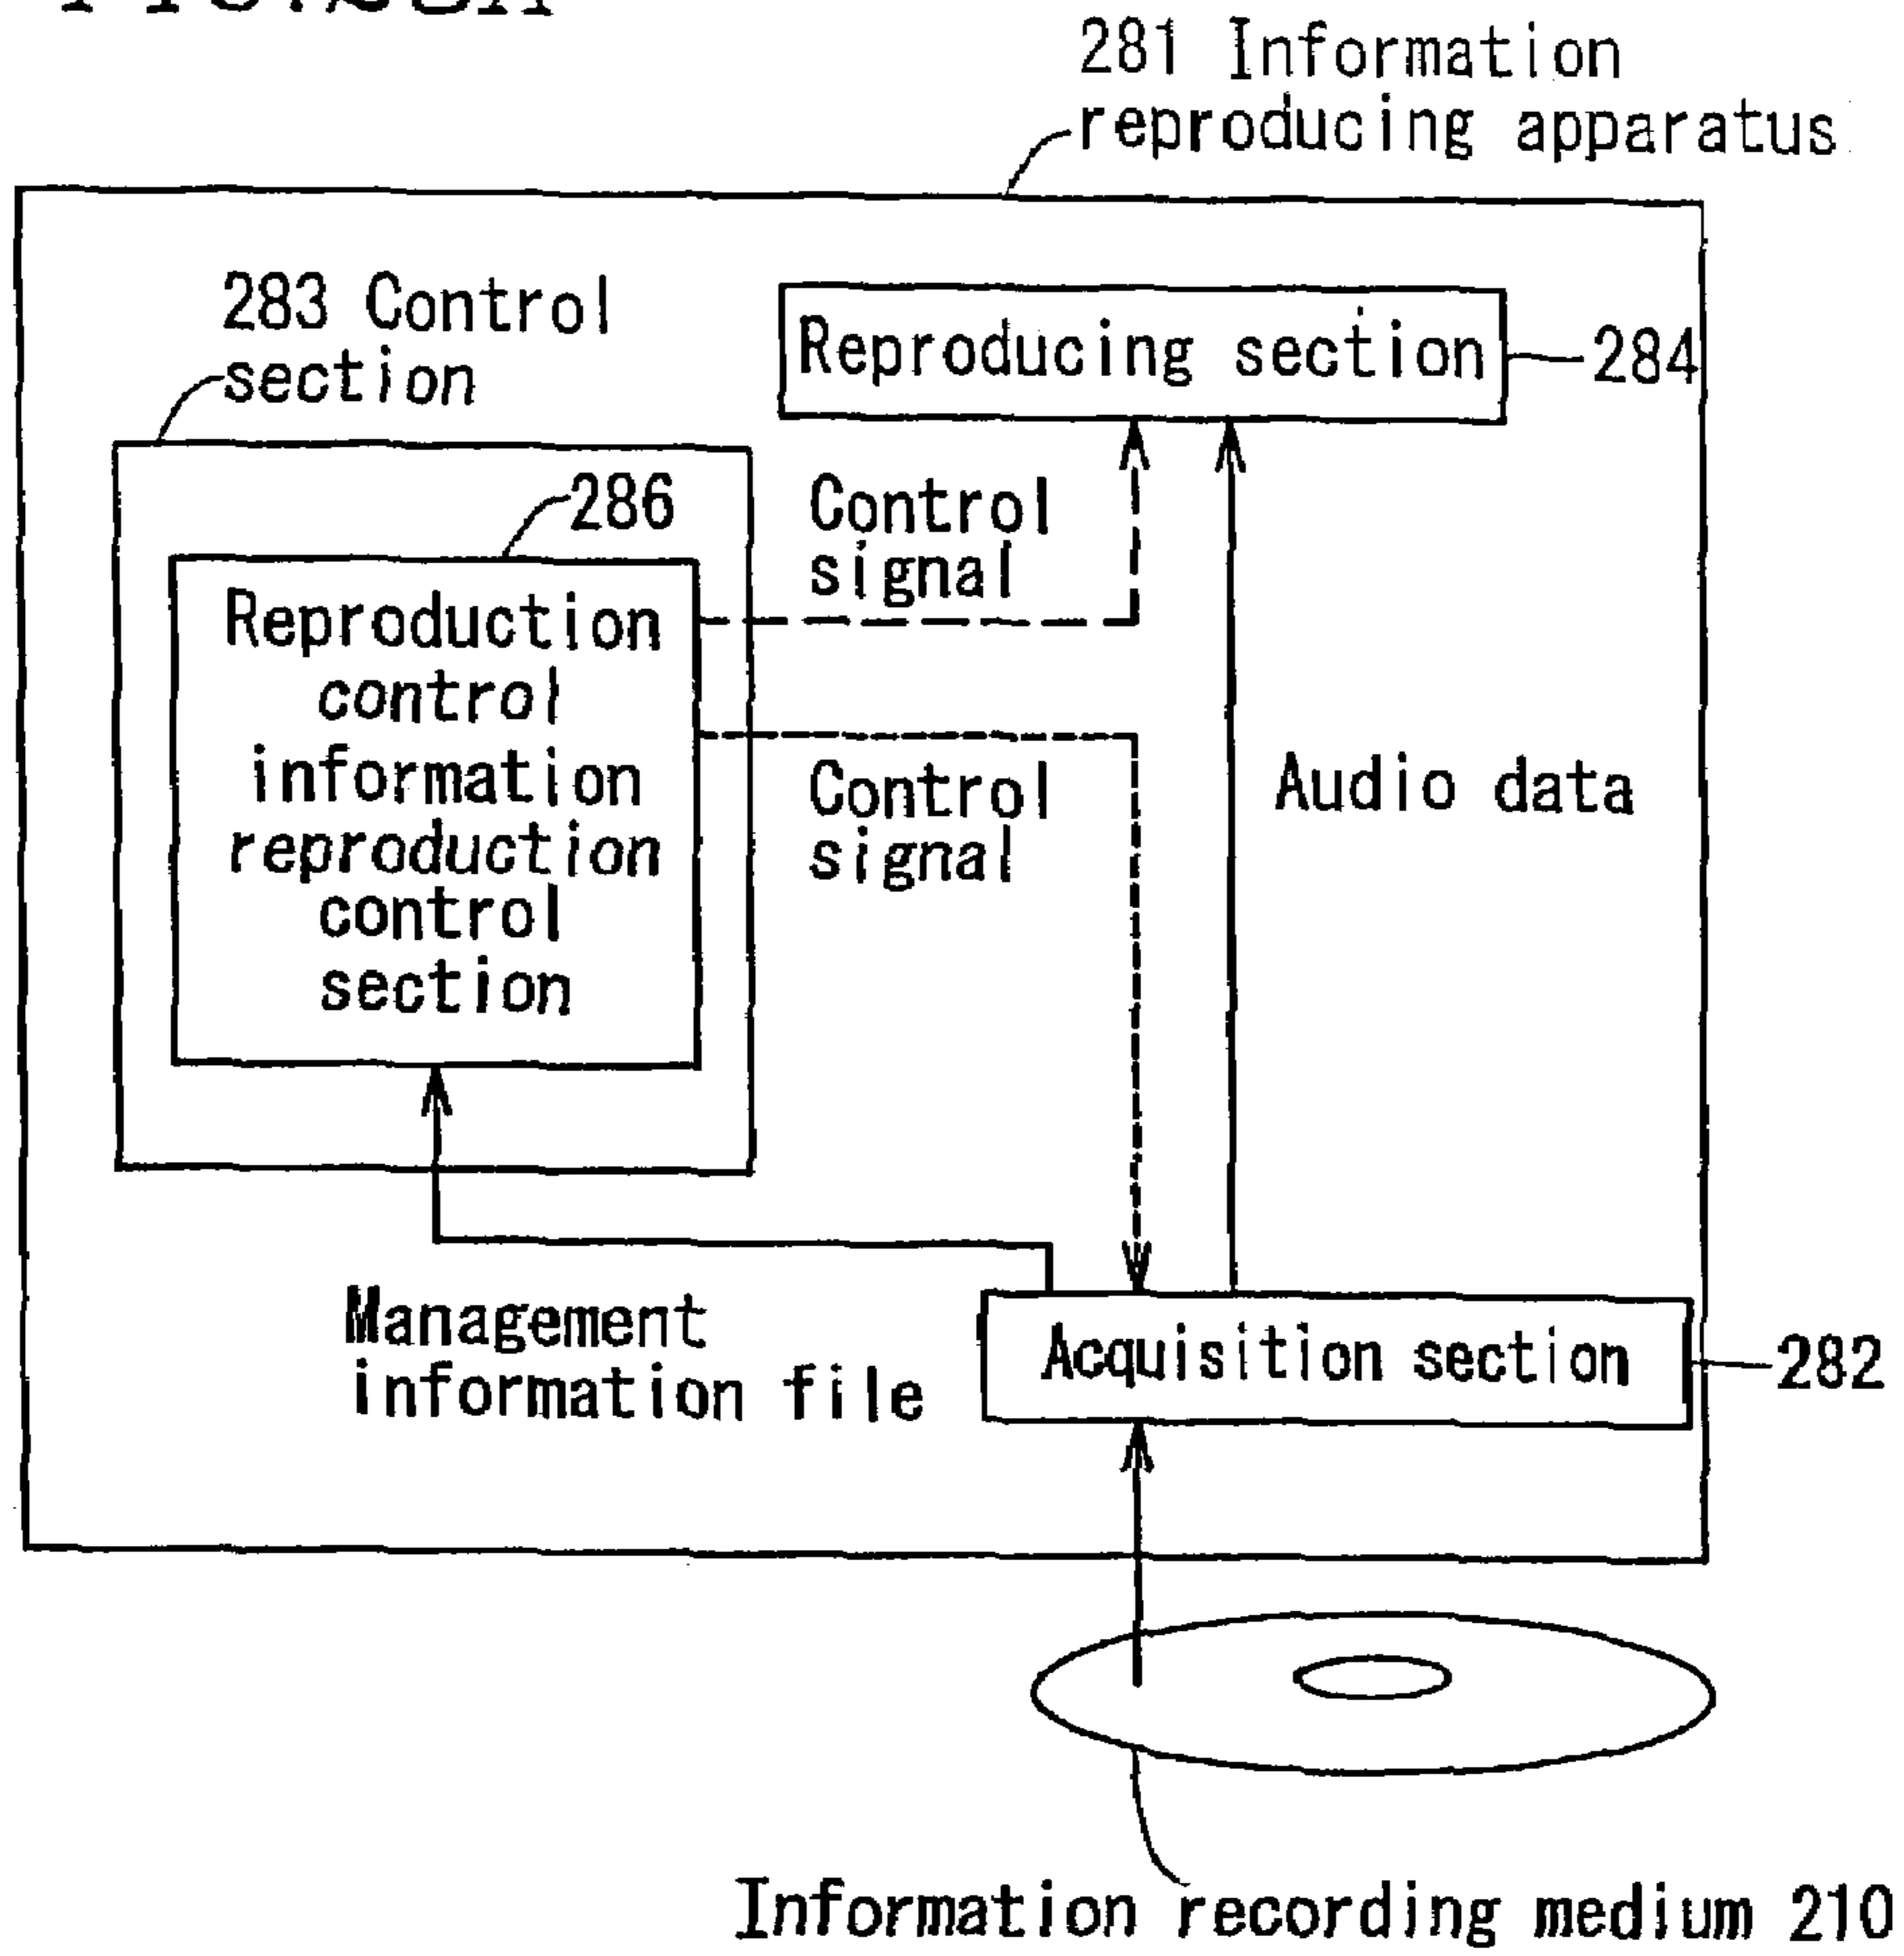 281 Information
reproducing apparatus
283 Control
section
Reproducing section
284
286
Control
signal
Reproduction
control
information
reproduction
control
section
Control
signal
Audio data
Management
information file
Acquisition section
282
Information recording medium 210